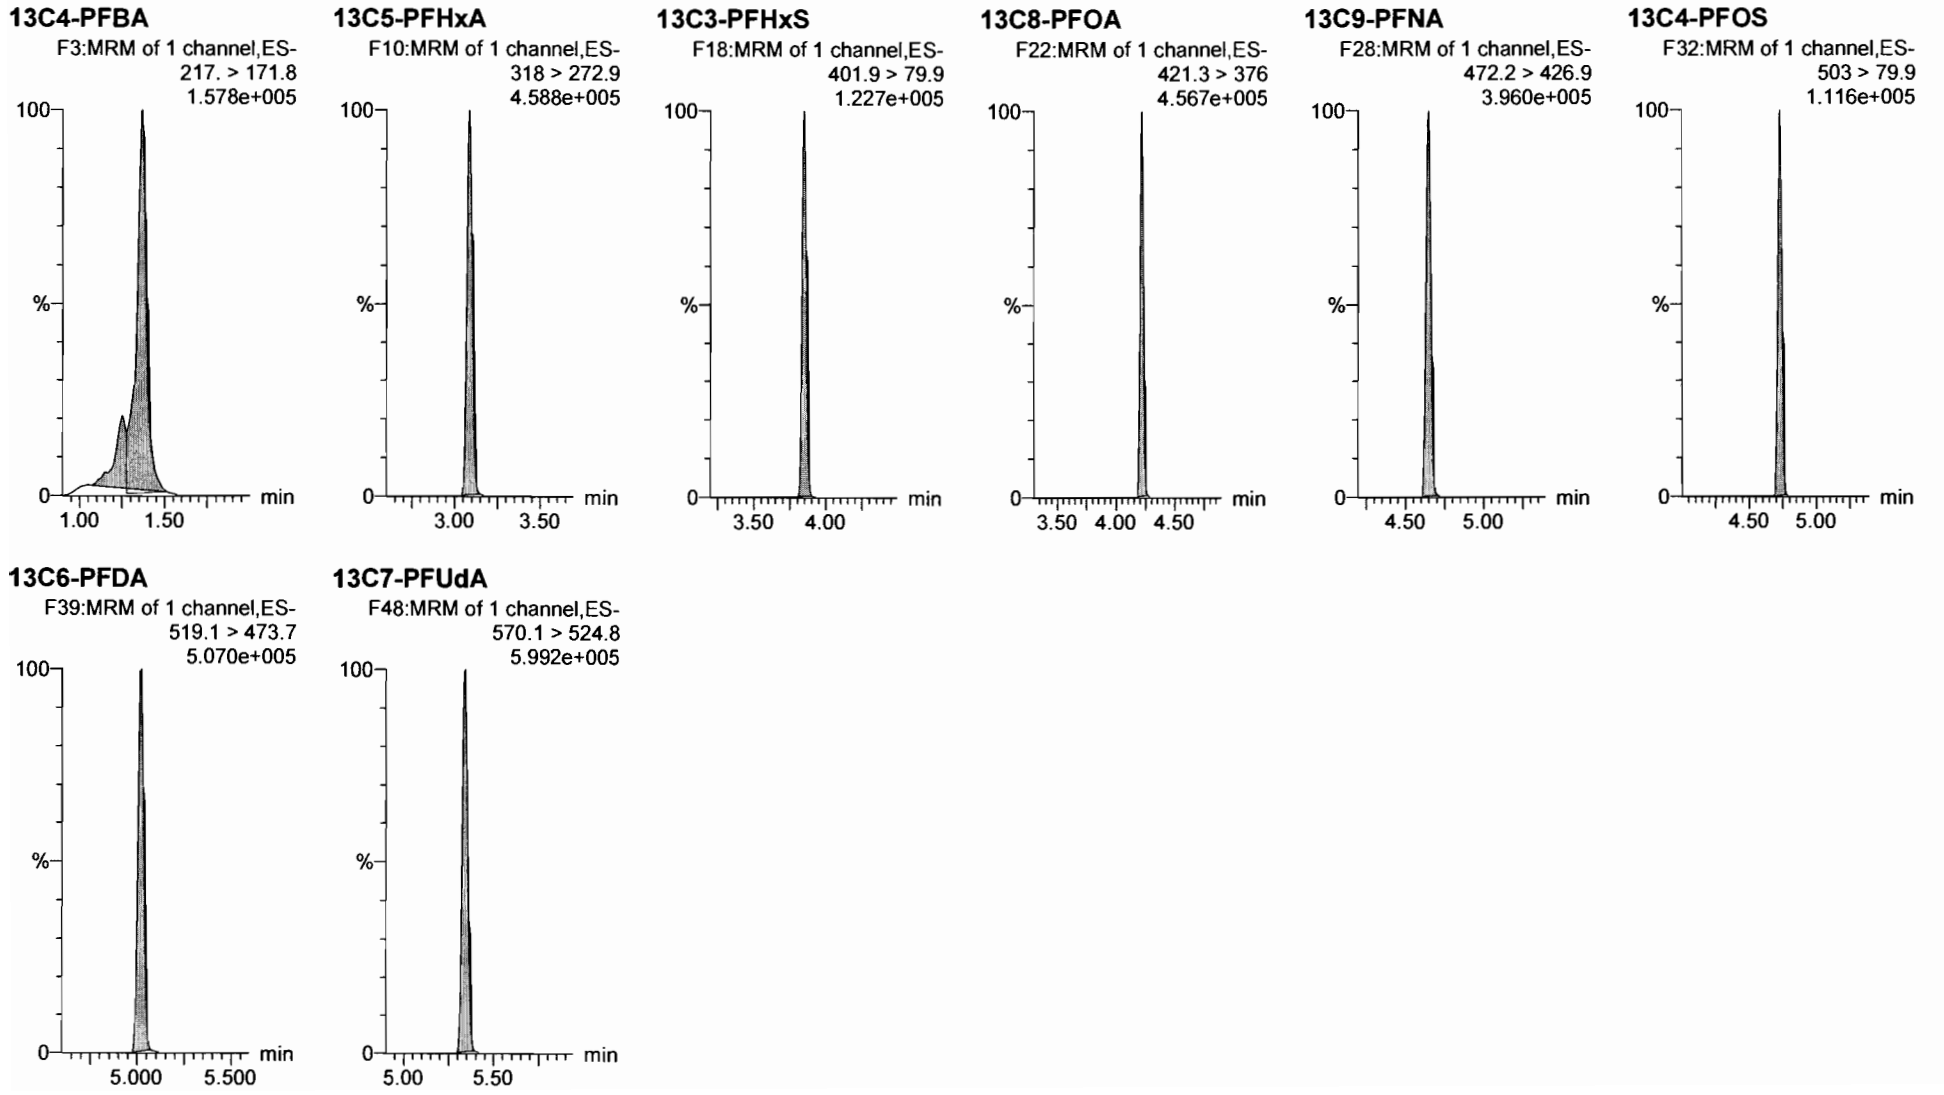 13C4-PFBA
F3:MRM of 1 channel,ES-
217. > 171.8
1.578e+005
100
%
0
min
1.00 1.50
13C5-PFHxA
F10:MRM of 1 channel,ES-
318 > 272.9
4.588e+005
100
%
0
min
3.00 3.50
13C3-PFHxS
F18:MRM of 1 channel,ES-
401.9 > 79.9
1.227e+005
100
%
0
min
3.50 4.00
13C8-PFOA
F22:MRM of 1 channel,ES-
421.3 > 376
4.567e+005
100
%
0
min
3.50 4.00 4.50
13C9-PFNA
F28:MRM of 1 channel,ES-
472.2 > 426.9
3.960e+005
100
%
0
min
4.50 5.00
13C4-PFOS
F32:MRM of 1 channel,ES-
503 > 79.9
1.116e+005
100
%
0
min
4.50 5.00
13C6-PFDA
F39:MRM of 1 channel,ES-
519.1 > 473.7
5.070e+005
100
%
0
min
5.000 5.500
13C7-PFUdA
F48:MRM of 1 channel,ES-
570.1 > 524.8
5.992e+005
100
%
0
min
5.00 5.50